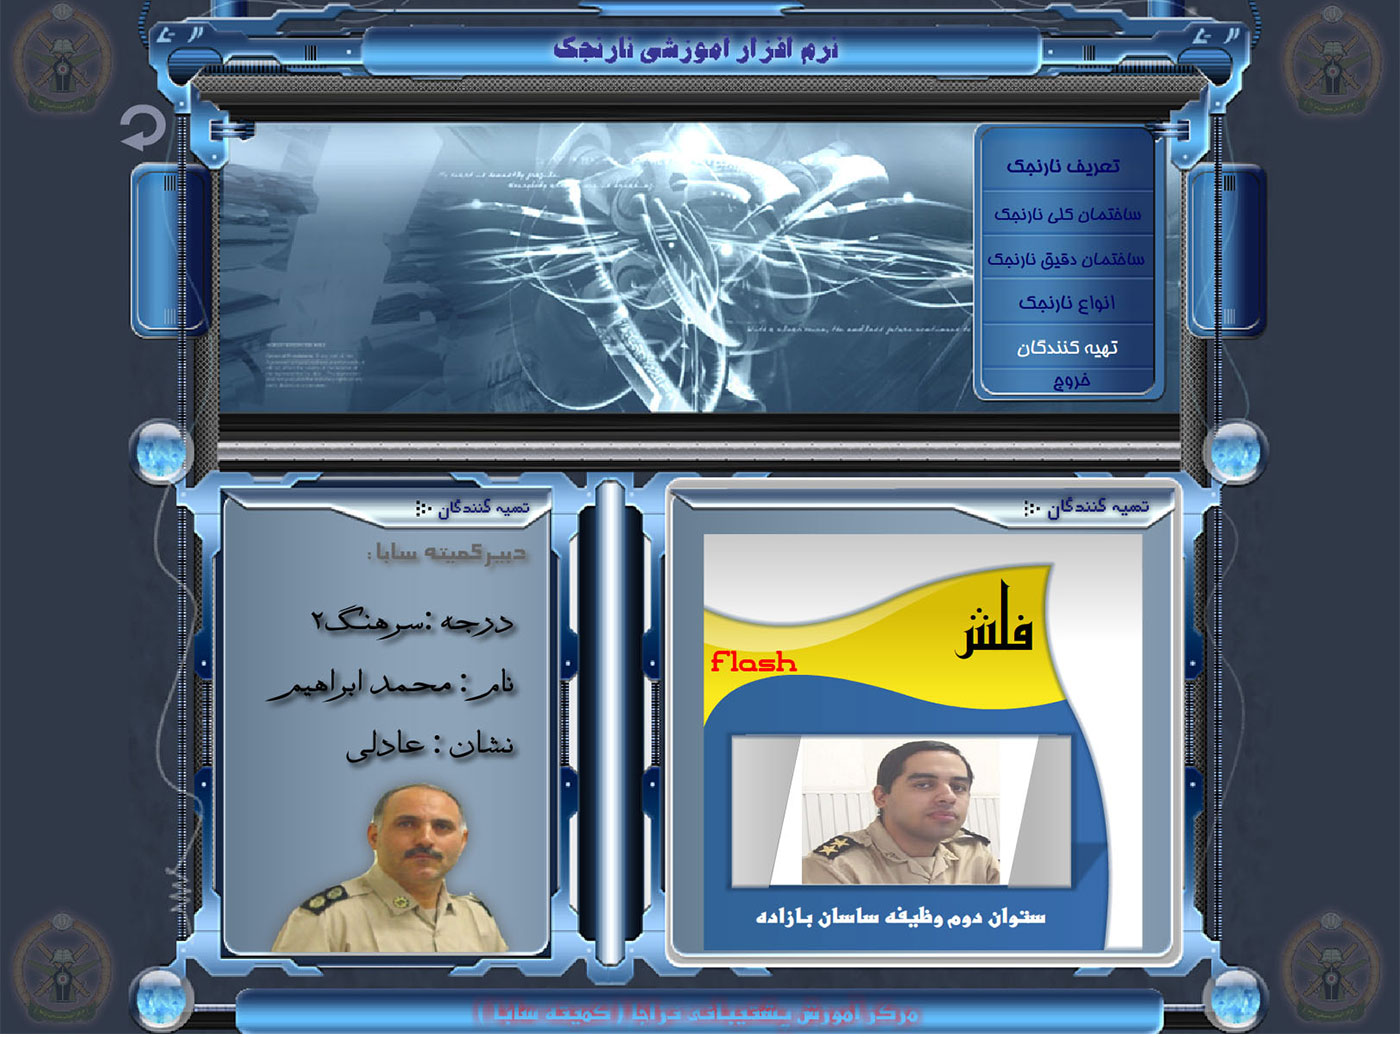 نرم افزار آموزشی نارنجک
تعریف نارنجک
ساختمان کلی نارنجک
ساختمان دقیق نارنجک
انواع نارنجک
تهیه کنندگان
خروج
تهیه کنندگان
فلش
Flash
ستوان دوم وظیفه ساسان بازاده
تهیه کنندگان
دبیرکمیته سابا :
درجه :سرهنگ۲
نام : محمد ابراهیم
نشان : عادلی
مرکز آموزش پشتیبانی نزاجا ( کمیته سابا )